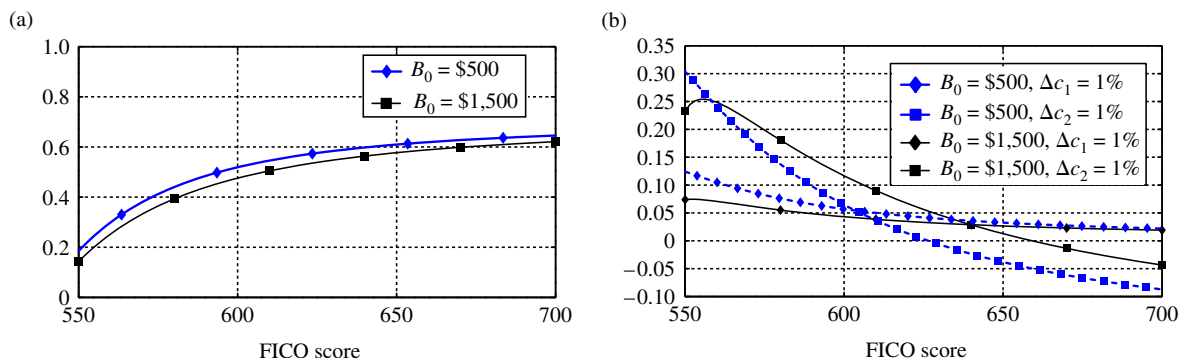 (a)
1.0
0.8
0.6
0.4
0.2
0
550
600
650
700
FICO score
B0 = $500
B0 = $1,500
(b)
0.35
0.30
0.25
0.20
0.15
0.10
0.05
0
−0.05
−0.10
550
600
650
700
FICO score
B0 = $500, Δc1 = 1%
B0 = $500, Δc2 = 1%
B0 = $1,500, Δc1 = 1%
B0 = $1,500, Δc2 = 1%